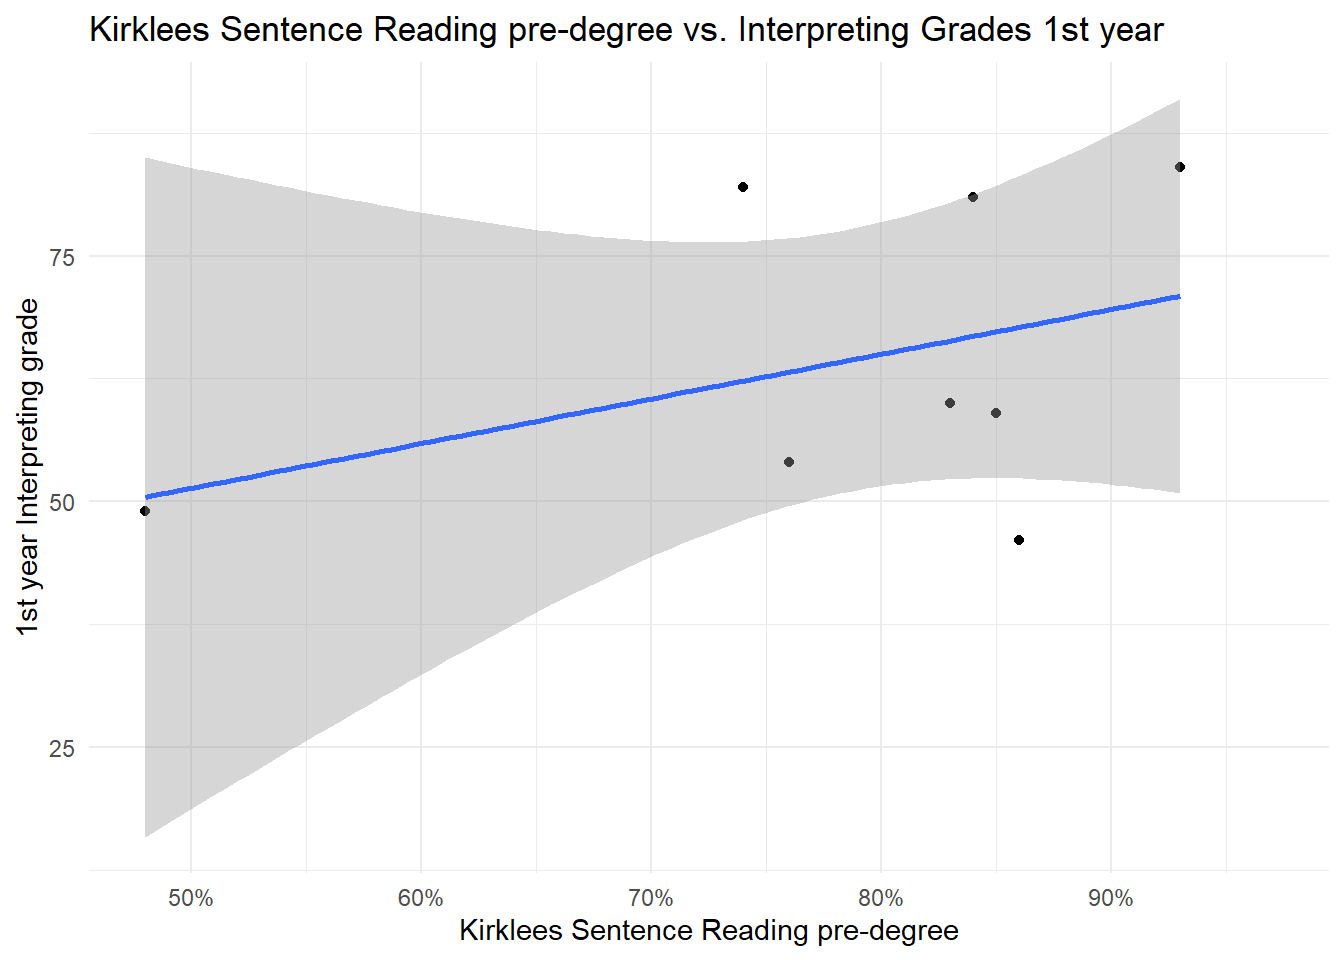 Kirklees Sentence Reading pre-degree vs. Interpreting Grades 1st year
1st year Interpreting grade
75
50
25
50% 60% 70% 80% 90%
Kirklees Sentence Reading pre-degree